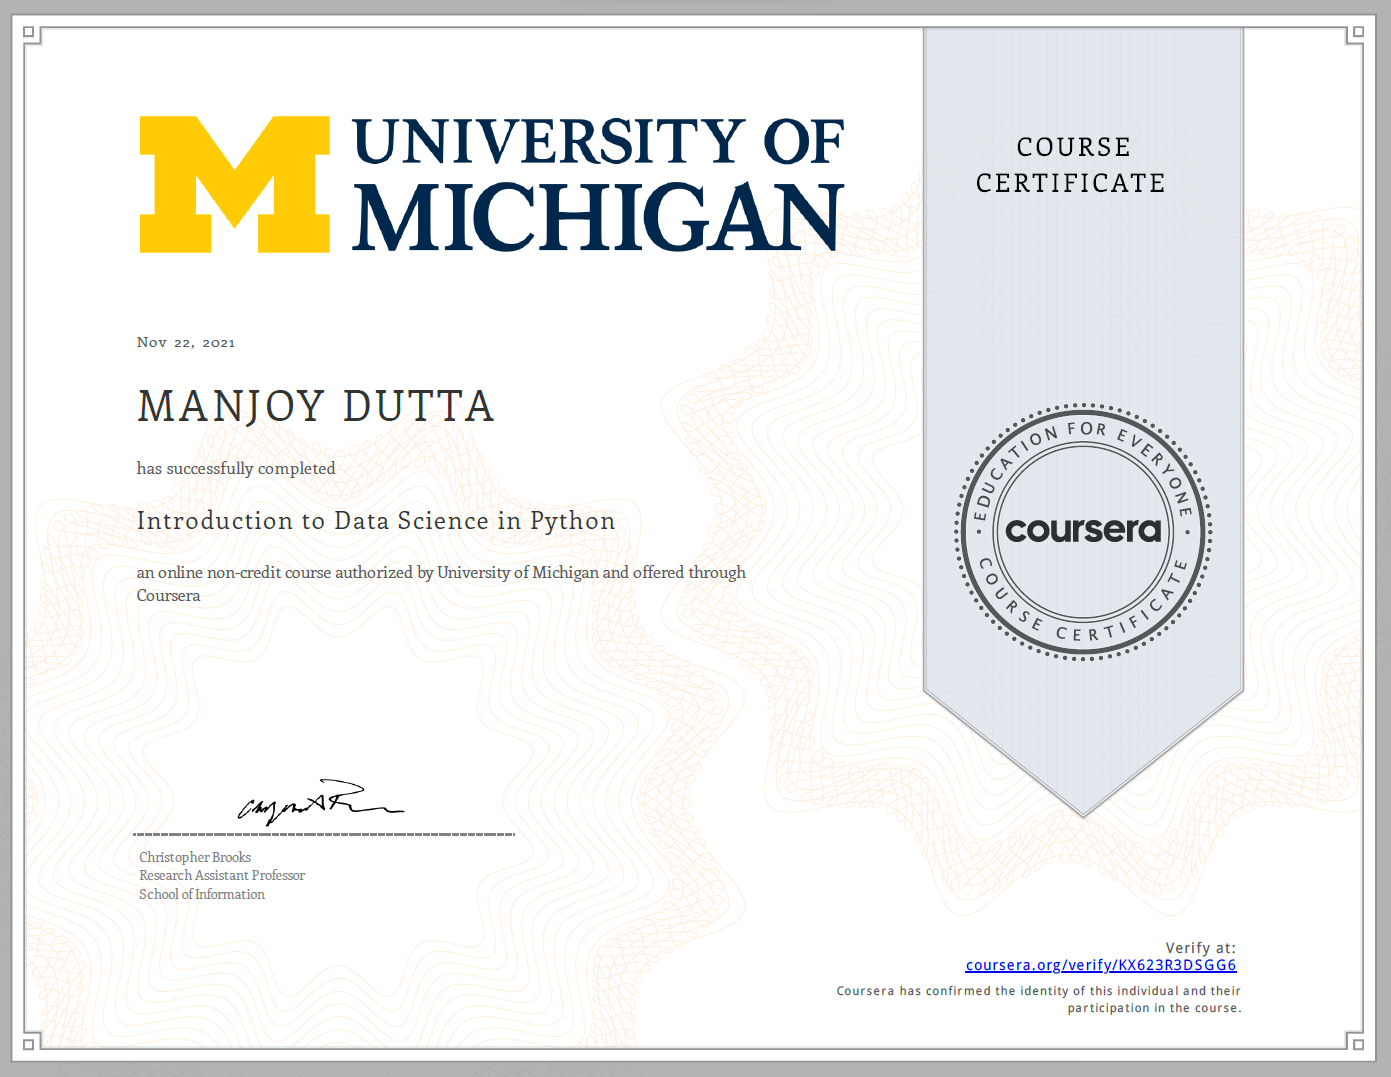 UNIVERSITY OF
MICHIGAN
COURSE
CERTIFICATE
Nov 22, 2021
MANJOY DUTTA
has successfully completed
Introduction to Data Science in Python
an online non-credit course authorized by University of Michigan and offered through
Coursera
EDUCATION FOR EVERYONE
coursera
COURSE CERTIFICATE
Christopher Brooks
Research Assistant Professor
School of Information
Verify at:
coursera.org/verify/KX623R3DSGG6
Coursera has confirmed the identity of this individual and their
participation in the course.